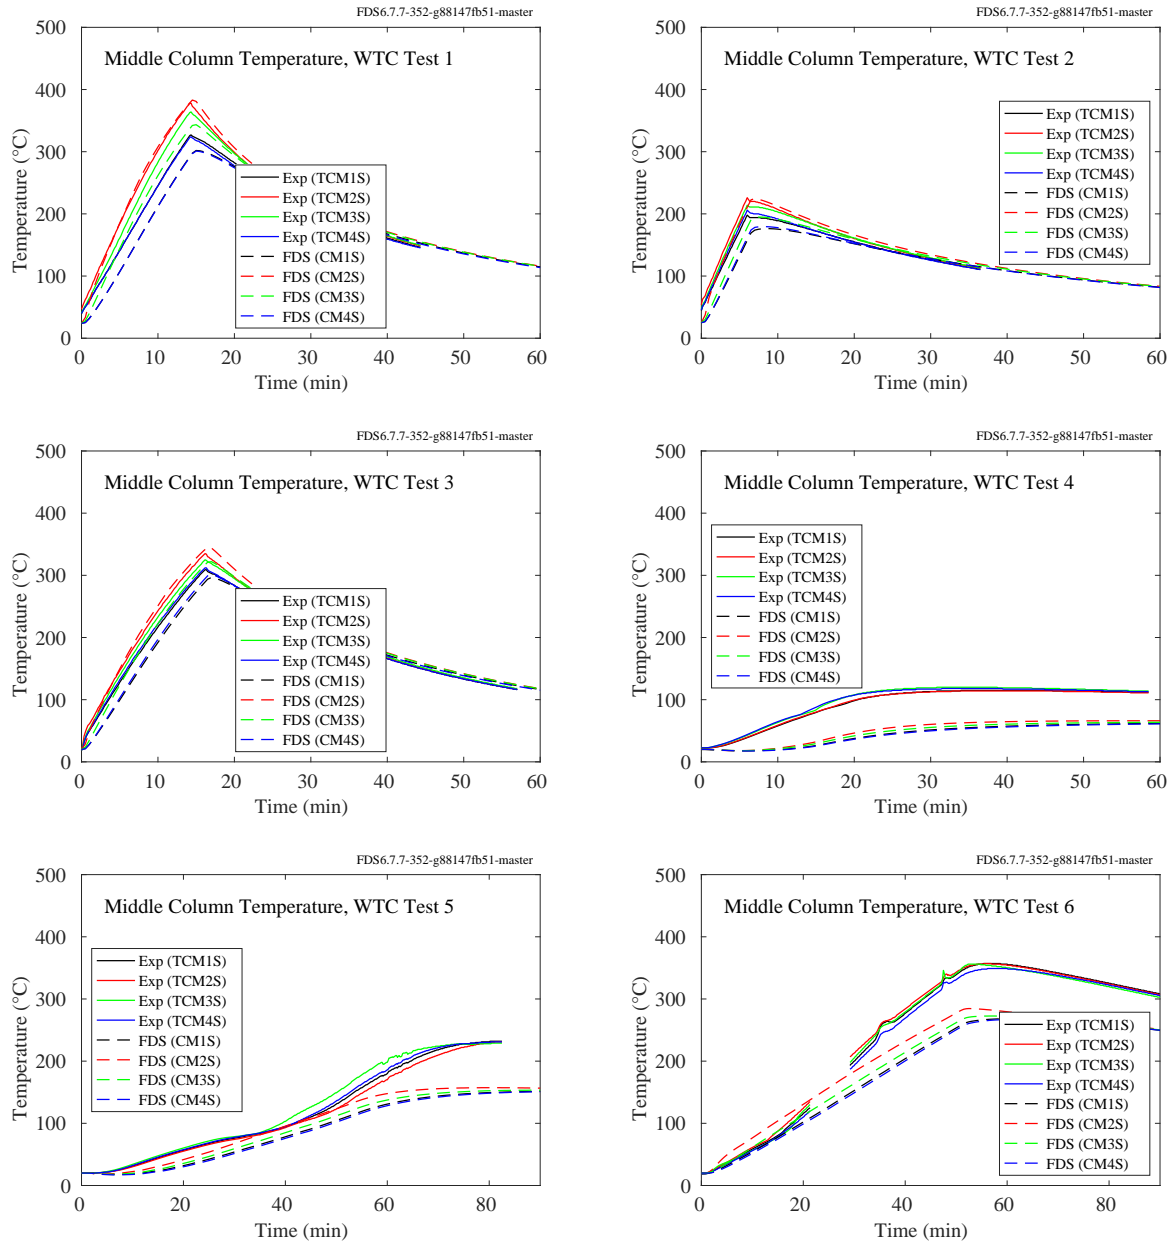 FDS6.7.7-352-g88147fb51-master
Middle Column Temperature, WTC Test 1
Temperature (°C)
500
400
300
200
100
0
Exp (TCM1S)
Exp (TCM2S)
Exp (TCM3S)
Exp (TCM4S)
FDS (CM1S)
FDS (CM2S)
FDS (CM3S)
FDS (CM4S)
0 10 20 30 40 50 60
Time (min)
FDS6.7.7-352-g88147fb51-master
Middle Column Temperature, WTC Test 2
Temperature (°C)
500
400
300
200
100
0
Exp (TCM1S)
Exp (TCM2S)
Exp (TCM3S)
Exp (TCM4S)
FDS (CM1S)
FDS (CM2S)
FDS (CM3S)
FDS (CM4S)
0 10 20 30 40 50 60
Time (min)
FDS6.7.7-352-g88147fb51-master
Middle Column Temperature, WTC Test 3
Temperature (°C)
500
400
300
200
100
0
Exp (TCM1S)
Exp (TCM2S)
Exp (TCM3S)
Exp (TCM4S)
FDS (CM1S)
FDS (CM2S)
FDS (CM3S)
FDS (CM4S)
0 10 20 30 40 50 60
Time (min)
FDS6.7.7-352-g88147fb51-master
Middle Column Temperature, WTC Test 4
Temperature (°C)
500
400
300
200
100
0
Exp (TCM1S)
Exp (TCM2S)
Exp (TCM3S)
Exp (TCM4S)
FDS (CM1S)
FDS (CM2S)
FDS (CM3S)
FDS (CM4S)
0 10 20 30 40 50 60
Time (min)
FDS6.7.7-352-g88147fb51-master
Middle Column Temperature, WTC Test 5
Temperature (°C)
500
400
300
200
100
0
Exp (TCM1S)
Exp (TCM2S)
Exp (TCM3S)
Exp (TCM4S)
FDS (CM1S)
FDS (CM2S)
FDS (CM3S)
FDS (CM4S)
0 20 40 60 80
Time (min)
FDS6.7.7-352-g88147fb51-master
Middle Column Temperature, WTC Test 6
Temperature (°C)
500
400
300
200
100
0
Exp (TCM1S)
Exp (TCM2S)
Exp (TCM3S)
Exp (TCM4S)
FDS (CM1S)
FDS (CM2S)
FDS (CM3S)
FDS (CM4S)
0 20 40 60 80
Time (min)